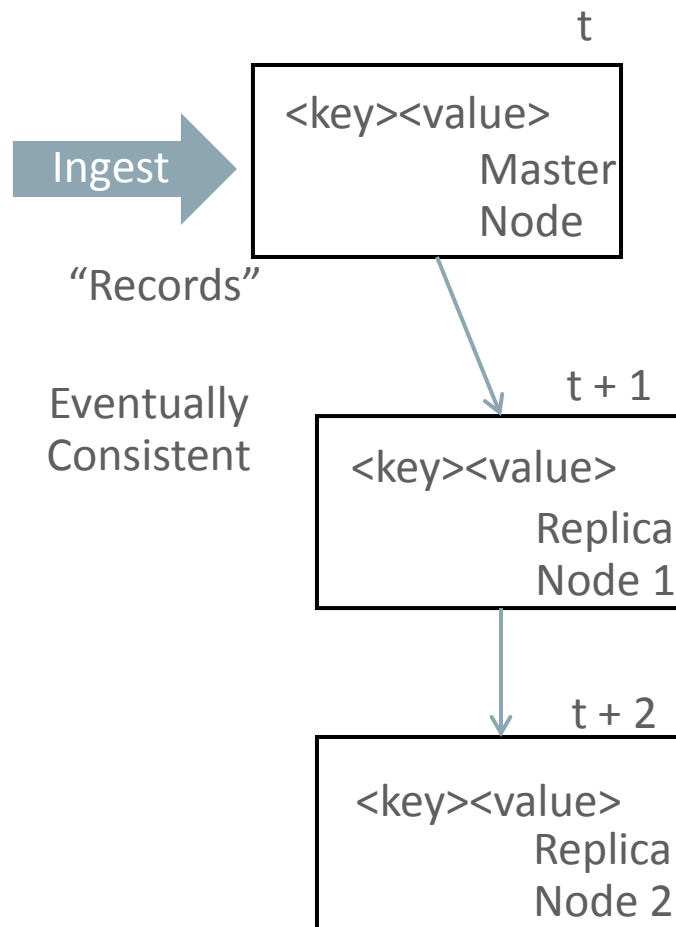 t
<key><value>
Ingest
Master
Node
“Records”
t + 1
Eventually
Consistent
<key><value>
Replica
Node 1
t + 2
<key><value>
Replica
Node 2